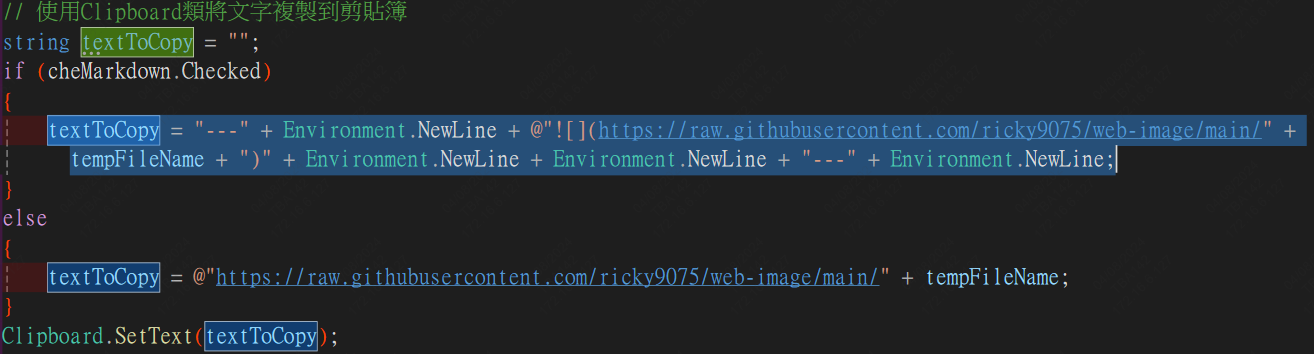 // 使用Clipboard類將文字複製到剪貼簿
string textToCopy = "";
if (cheMarkdown.Checked)
{
textToCopy = "---" + Environment.NewLine + @"![](https://raw.githubusercontent.com/ricky9075/web-image/main/" +
tempFileName + ")" + Environment.NewLine + Environment.NewLine + "---" + Environment.NewLine;
}
else
{
textToCopy = @"https://raw.githubusercontent.com/ricky9075/web-image/main/" + tempFileName;
}
Clipboard.SetText(textToCopy);